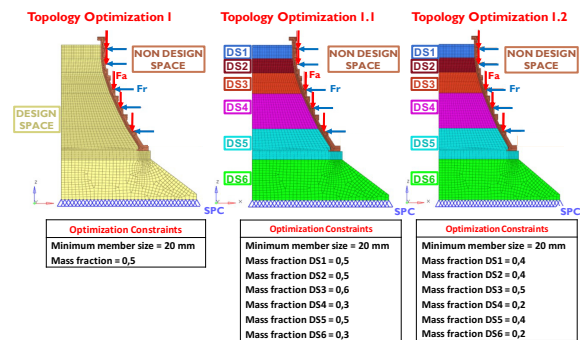 Topology Optimization 1
NON DESIGN
SPACE
Fa
Fr
DESIGN
SPACE
z
x
SPC
Optimization Constraints
Minimum member size = 20 mm
Mass fraction = 0,5
Topology Optimization 1.1
DS1
DS2
DS3
DS4
DS5
DS6
NON DESIGN
SPACE
Fa
Fr
z
x
SPC
Optimization Constraints
Minimum member size = 20 mm
Mass fraction DS1 = 0,5
Mass fraction DS2 = 0,5
Mass fraction DS3 = 0,6
Mass fraction DS4 = 0,3
Mass fraction DS5 = 0,5
Mass fraction DS6 = 0,3
Topology Optimization 1.2
DS1
DS2
DS3
DS4
DS5
DS6
NON DESIGN
SPACE
Fa
Fr
z
x
SPC
Optimization Constraints
Minimum member size = 20 mm
Mass fraction DS1 = 0,4
Mass fraction DS2 = 0,4
Mass fraction DS3 = 0,5
Mass fraction DS4 = 0,2
Mass fraction DS5 = 0,4
Mass fraction DS6 = 0,2